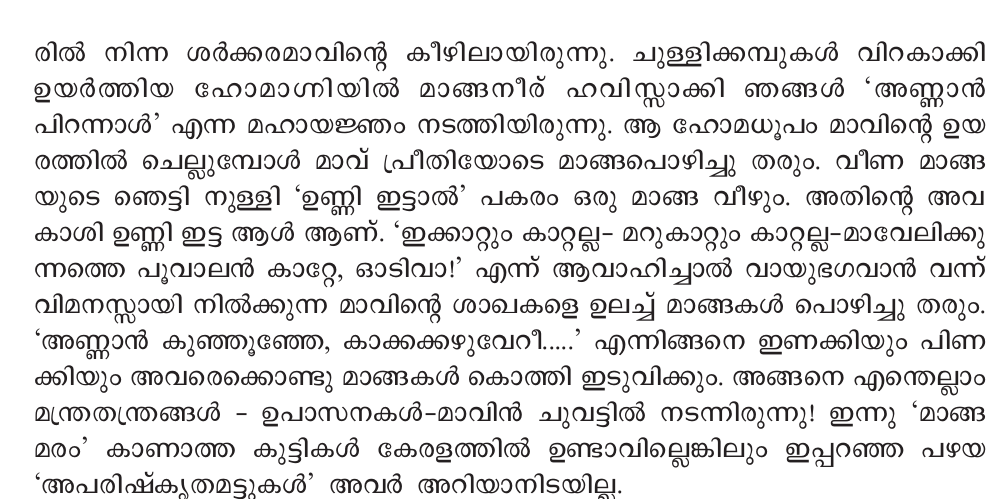 രിൽ നിന്ന ശർക്കരമാവിന്റെ കീഴിലായിരുന്നു. ചുള്ളിക്കമ്പുകൾ വിറകാക്കി
ഉയർത്തിയ ഹോമാഗ്നിയിൽ മാങ്ങനീര് ഹവിസ്സാക്കി ഞങ്ങൾ ‘അണ്ണാൻ
പിറന്നാൾ’ എന്ന മഹായജ്ഞം നടത്തിയിരുന്നു. ആ ഹോമധൂപം മാവിന്റെ ഉയ
രത്തിൽ ചെല്ലുമ്പോൾ മാവ് പ്രീതിയോടെ മാങ്ങപൊഴിച്ചു തരും. വീണ മാങ്ങ
യുടെ ഞെട്ടി നുള്ളി ‘ഉണ്ണി ഇട്ടാൽ’ പകരം ഒരു മാങ്ങ വീഴും. അതിന്റെ അവ
കാശി ഉണ്ണി ഇട്ട ആൾ ആണ്. ‘ഇക്കാറ്റും കാറ്റല്ല- മറുകാറ്റും കാറ്റല്ല-മാവേലിക്കു
ന്നത്തെ പൂവാലൻ കാറ്റേ, ഓടിവാ!’ എന്ന് ആവാഹിച്ചാൽ വായുഭഗവാൻ വന്ന്
വിമനസ്സായി നിൽക്കുന്ന മാവിന്റെ ശാഖകളെ ഉലച്ച് മാങ്ങകൾ പൊഴിച്ചു തരും.
‘അണ്ണാൻ കുഞ്ഞൂഞ്ഞേ, കാക്കക്കഴുവേറീ.....’ എന്നിങ്ങനെ ഇണക്കിയും പിണ
ക്കിയും അവരെക്കൊണ്ടു മാങ്ങകൾ കൊത്തി ഇടുവിക്കും. അങ്ങനെ എന്തെല്ലാം
മന്ത്രതന്ത്രങ്ങൾ - ഉപാസനകൾ-മാവിൻ ചുവട്ടിൽ നടന്നിരുന്നു! ഇന്നു ‘മാങ്ങ
മരം’ കാണാത്ത കുട്ടികൾ കേരളത്തിൽ ഉണ്ടാവില്ലെങ്കിലും ഇപ്പറഞ്ഞ പഴയ
‘അപരിഷ്കൃതമട്ടുകൾ’ അവർ അറിയാനിടയില്ല.